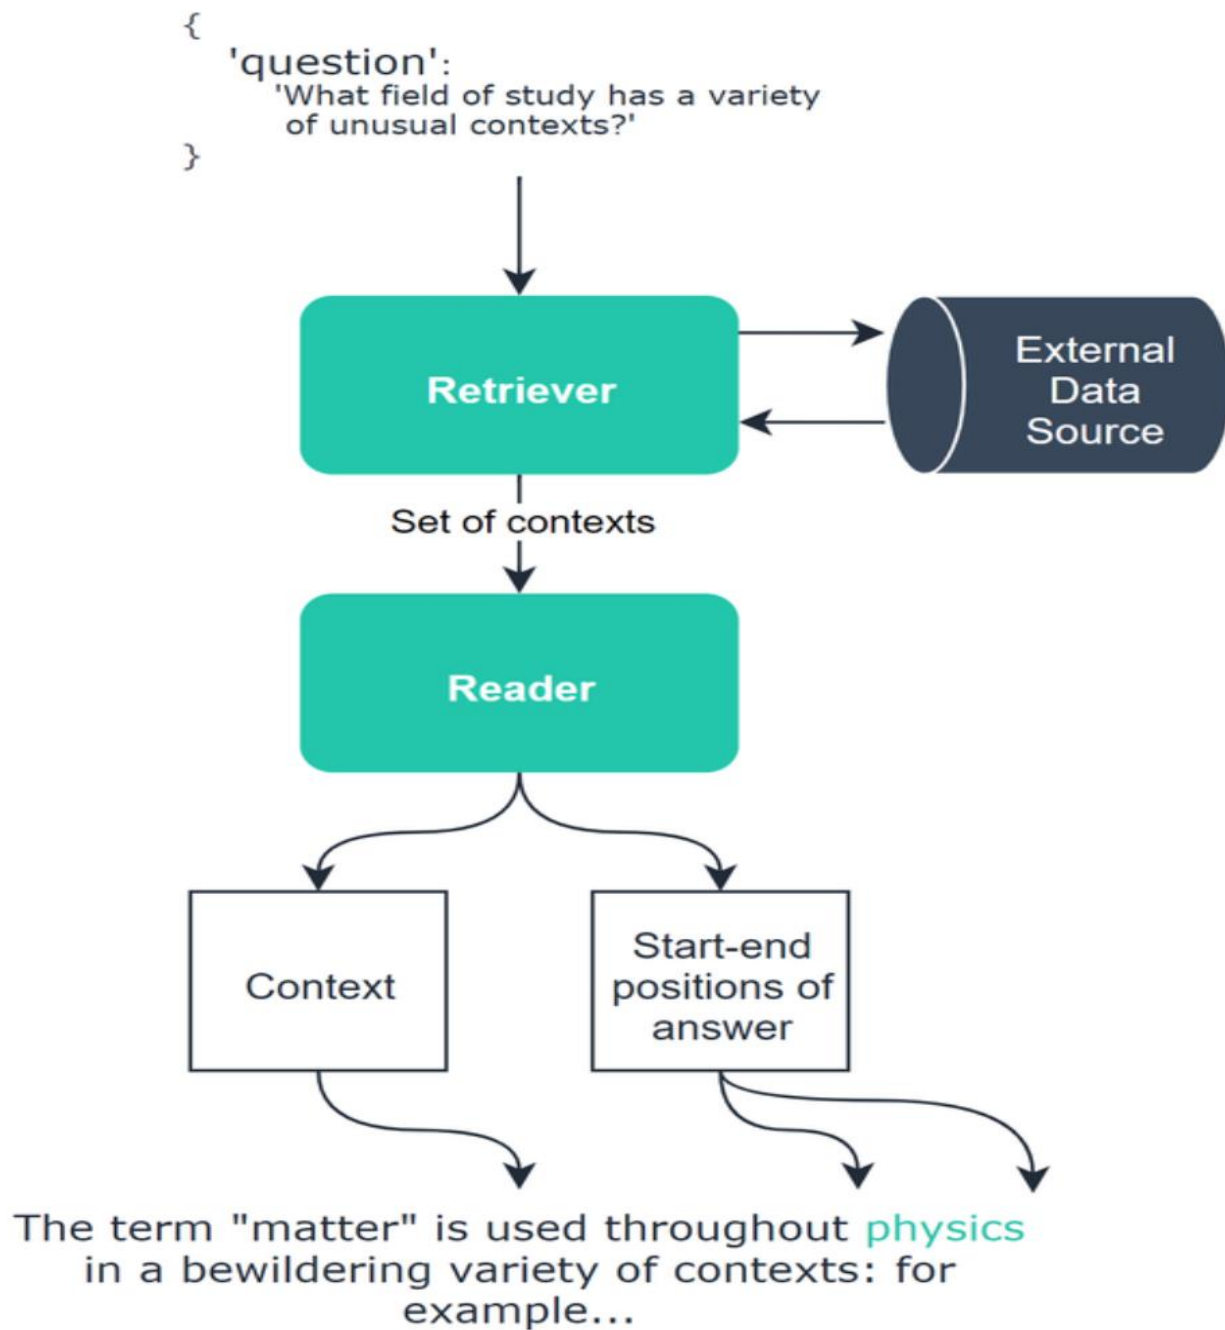 {
'question':
'What field of study has a variety
of unusual contexts?'
}
Retriever
External
Data
Source
Set of contexts
Reader
Context
Start-end
positions of
answer
The term "matter" is used throughout physics
in a bewildering variety of contexts: for
example...